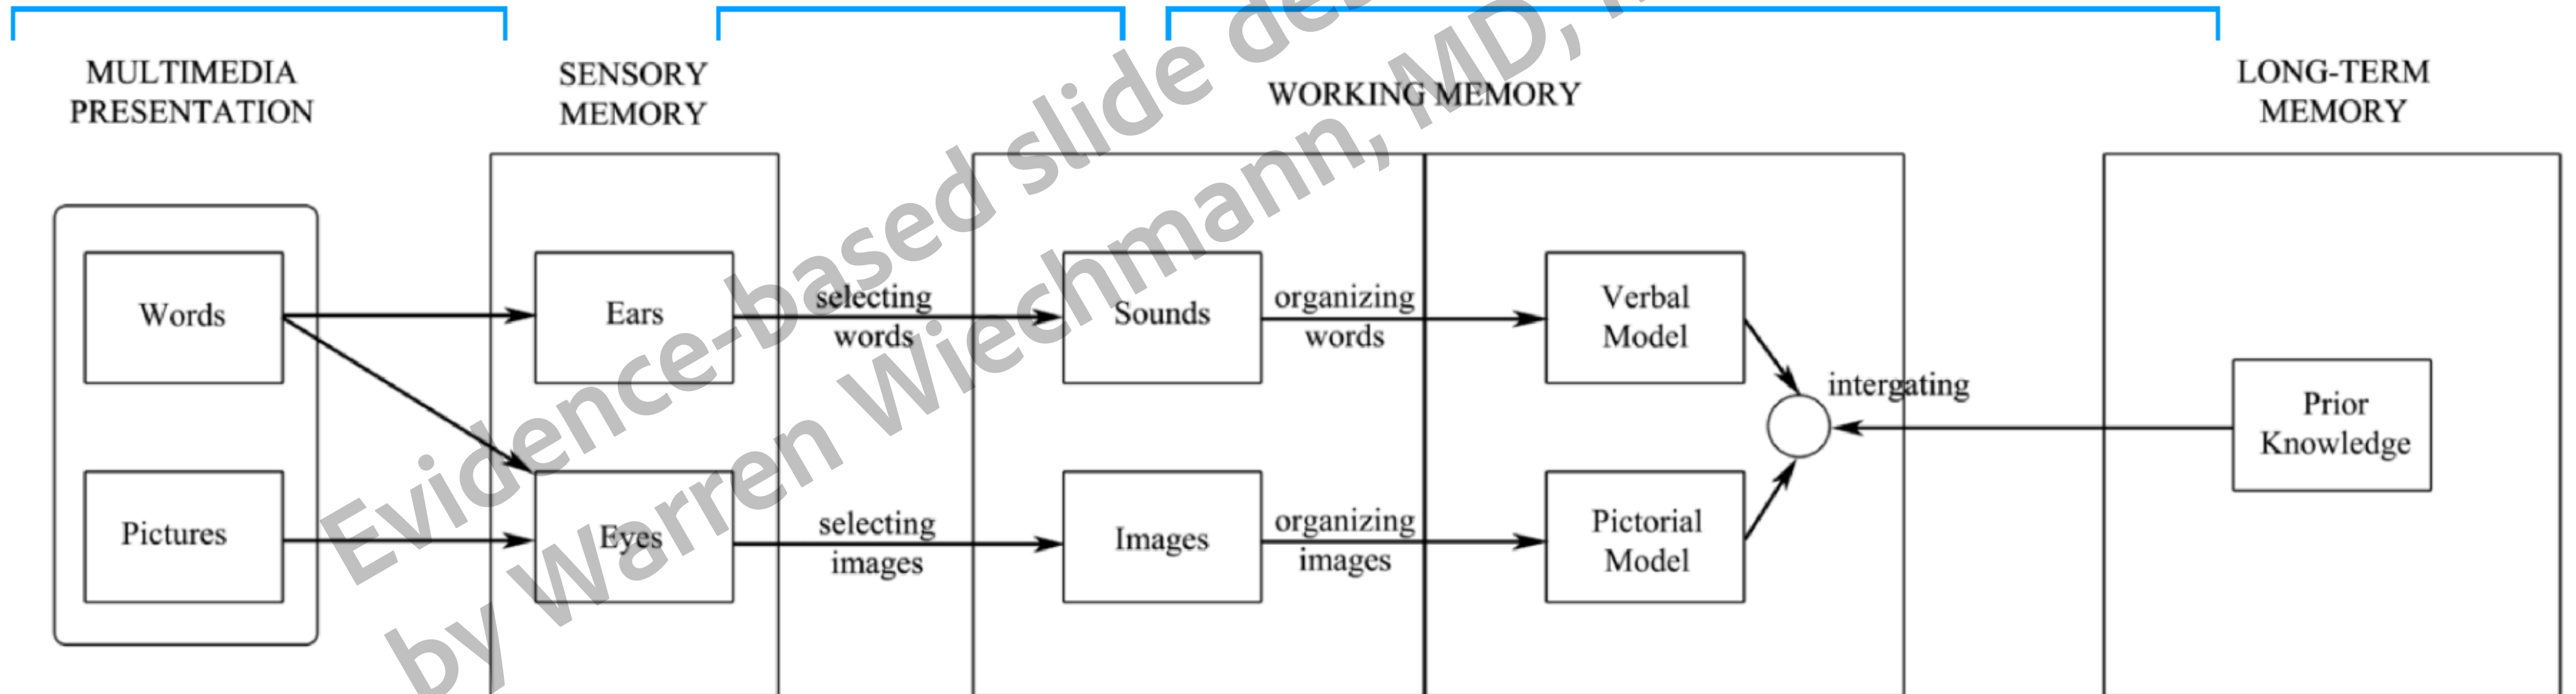 MULTIMEDIA
PRESENTATION
SENSORY
MEMORY
WORKING MEMORY
LONG-TERM
MEMORY
Words
Pictures
Ears
Eyes
selecting
words
selecting
images
Sounds
Images
organizing
words
organizing
images
Verbal
Model
Pictorial
Model
intergating
Prior
Knowledge
Evidence-based slide
by Warren Wiechmann, MD,